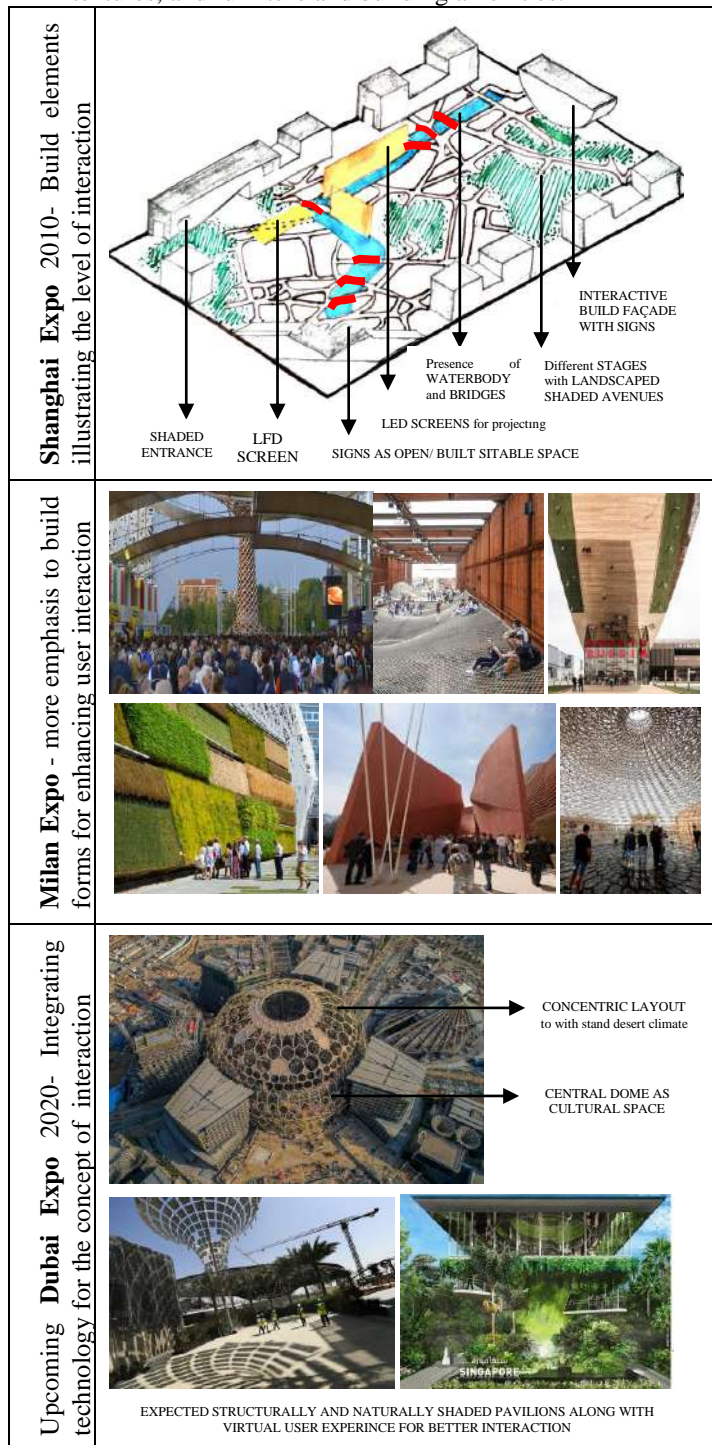 Shanghai Expo 2010- Build elements
illustrating the level of interaction
INTERACTIVE
BUILD FAÇADE
WITH SIGNS
Presence of
WATERBODY
and BRIDGES
Different STAGES
with LANDSCAPED
SHADED AVENUES
LED SCREENS for projecting
SHADED
ENTRANCE
LFD
SCREEN
SIGNS AS OPEN/ BUILT SITABLE SPACE
Milan Expo - more emphasis to build
forms for enhancing user interaction
Upcoming Dubai Expo 2020- Integrating
technology for the concept of interaction
CONCENTRIC LAYOUT
to with stand desert climate
CENTRAL DOME AS
CULTURAL SPACE
SINGAPORE
EXPECTED STRUCTURALLY AND NATURALLY SHADED PAVILIONS ALONG WITH
VIRTUAL USER EXPERINCE FOR BETTER INTERACTION